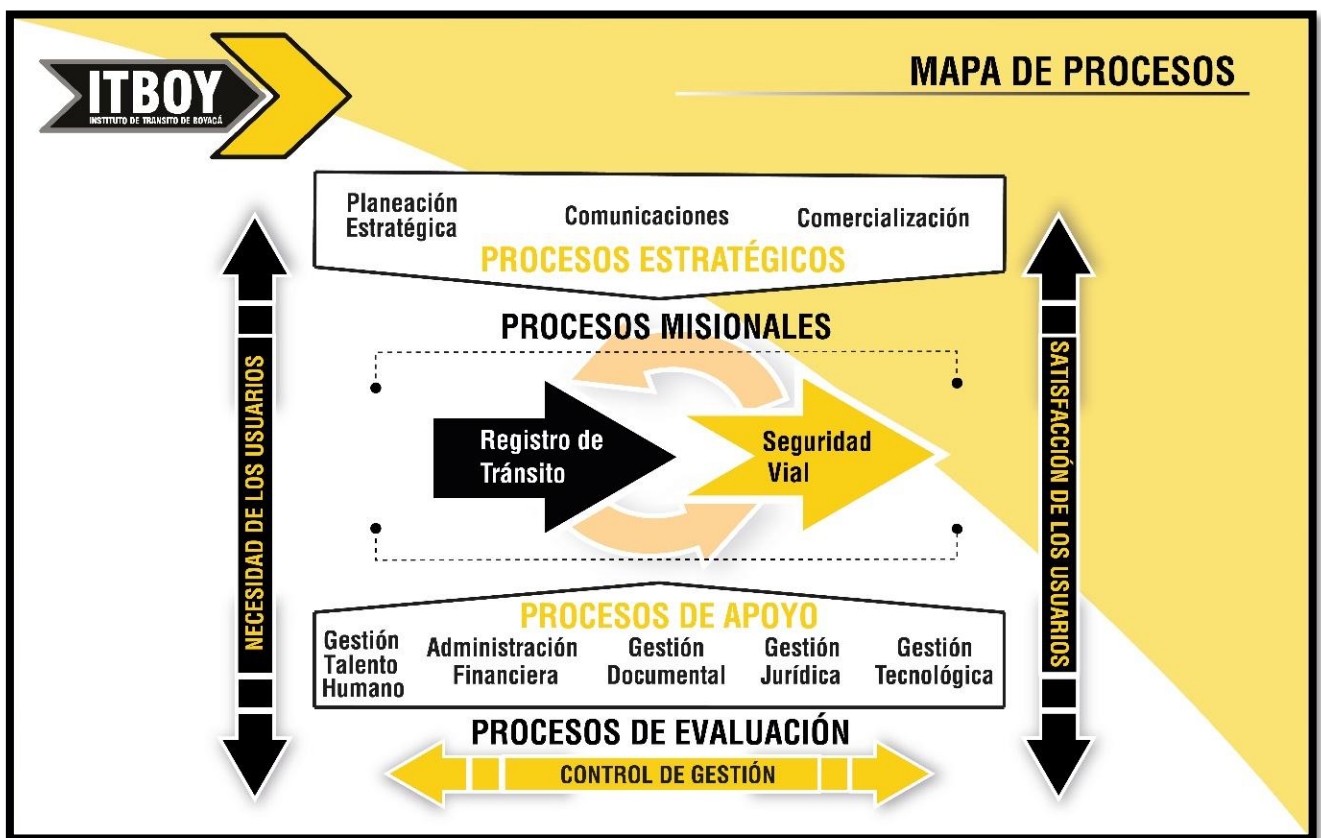 ITBOY
INSTITUTO DE TRANSITO DE BOYACÁ
MAPA DE PROCESOS
Planeación
Estratégica
Comunicaciones
Comercialización
PROCESOS ESTRATÉGICOS
PROCESOS MISIONALES
NECESIDAD DE LOS USUARIOS
Registro de
Tránsito
Seguridad
Vial
SATISFACCIÓN DE LOS USUARIOS
PROCESOS DE APOYO
Gestión
Talento
Humano
Administración
Financiera
Gestión
Documental
Gestión
Jurídica
Gestión
Tecnológica
PROCESOS DE EVALUACIÓN
CONTROL DE GESTIÓN